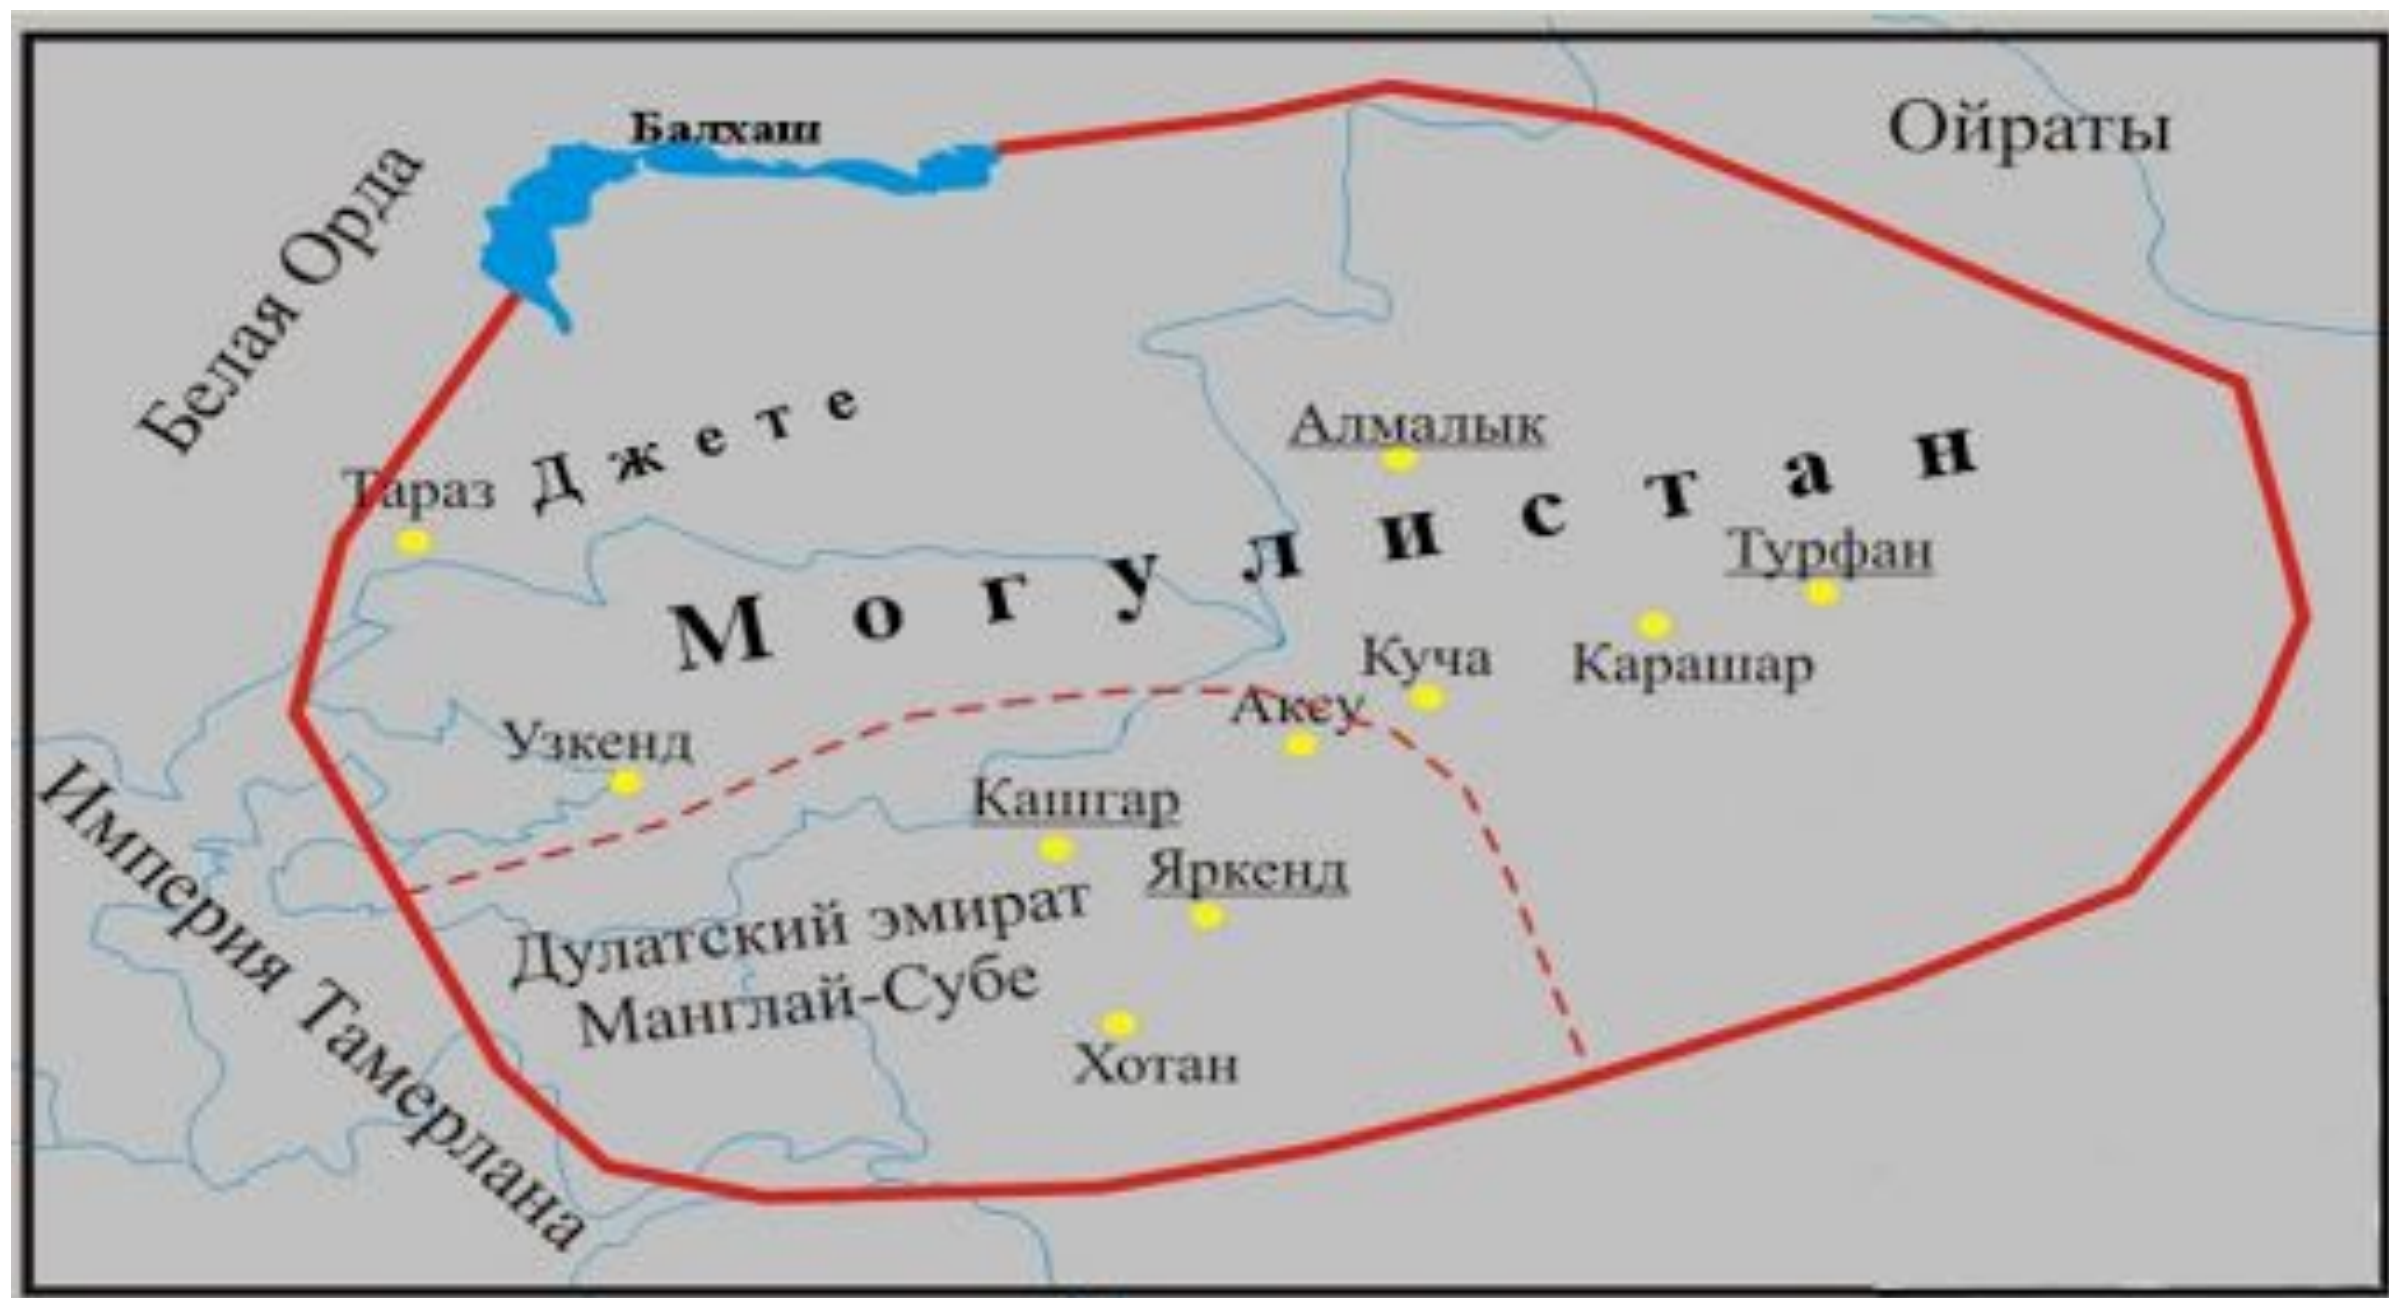 Балхаш
Ойраты
Белая Орда
Джете
Тараз
Алмалык
Могулистан
Турфан
Куча
Карашар
Аксу
Узкенд
Кашгар
Яркенд
Дулатский эмират
Манглай-Субе
Хотан
Империя Тамерлана